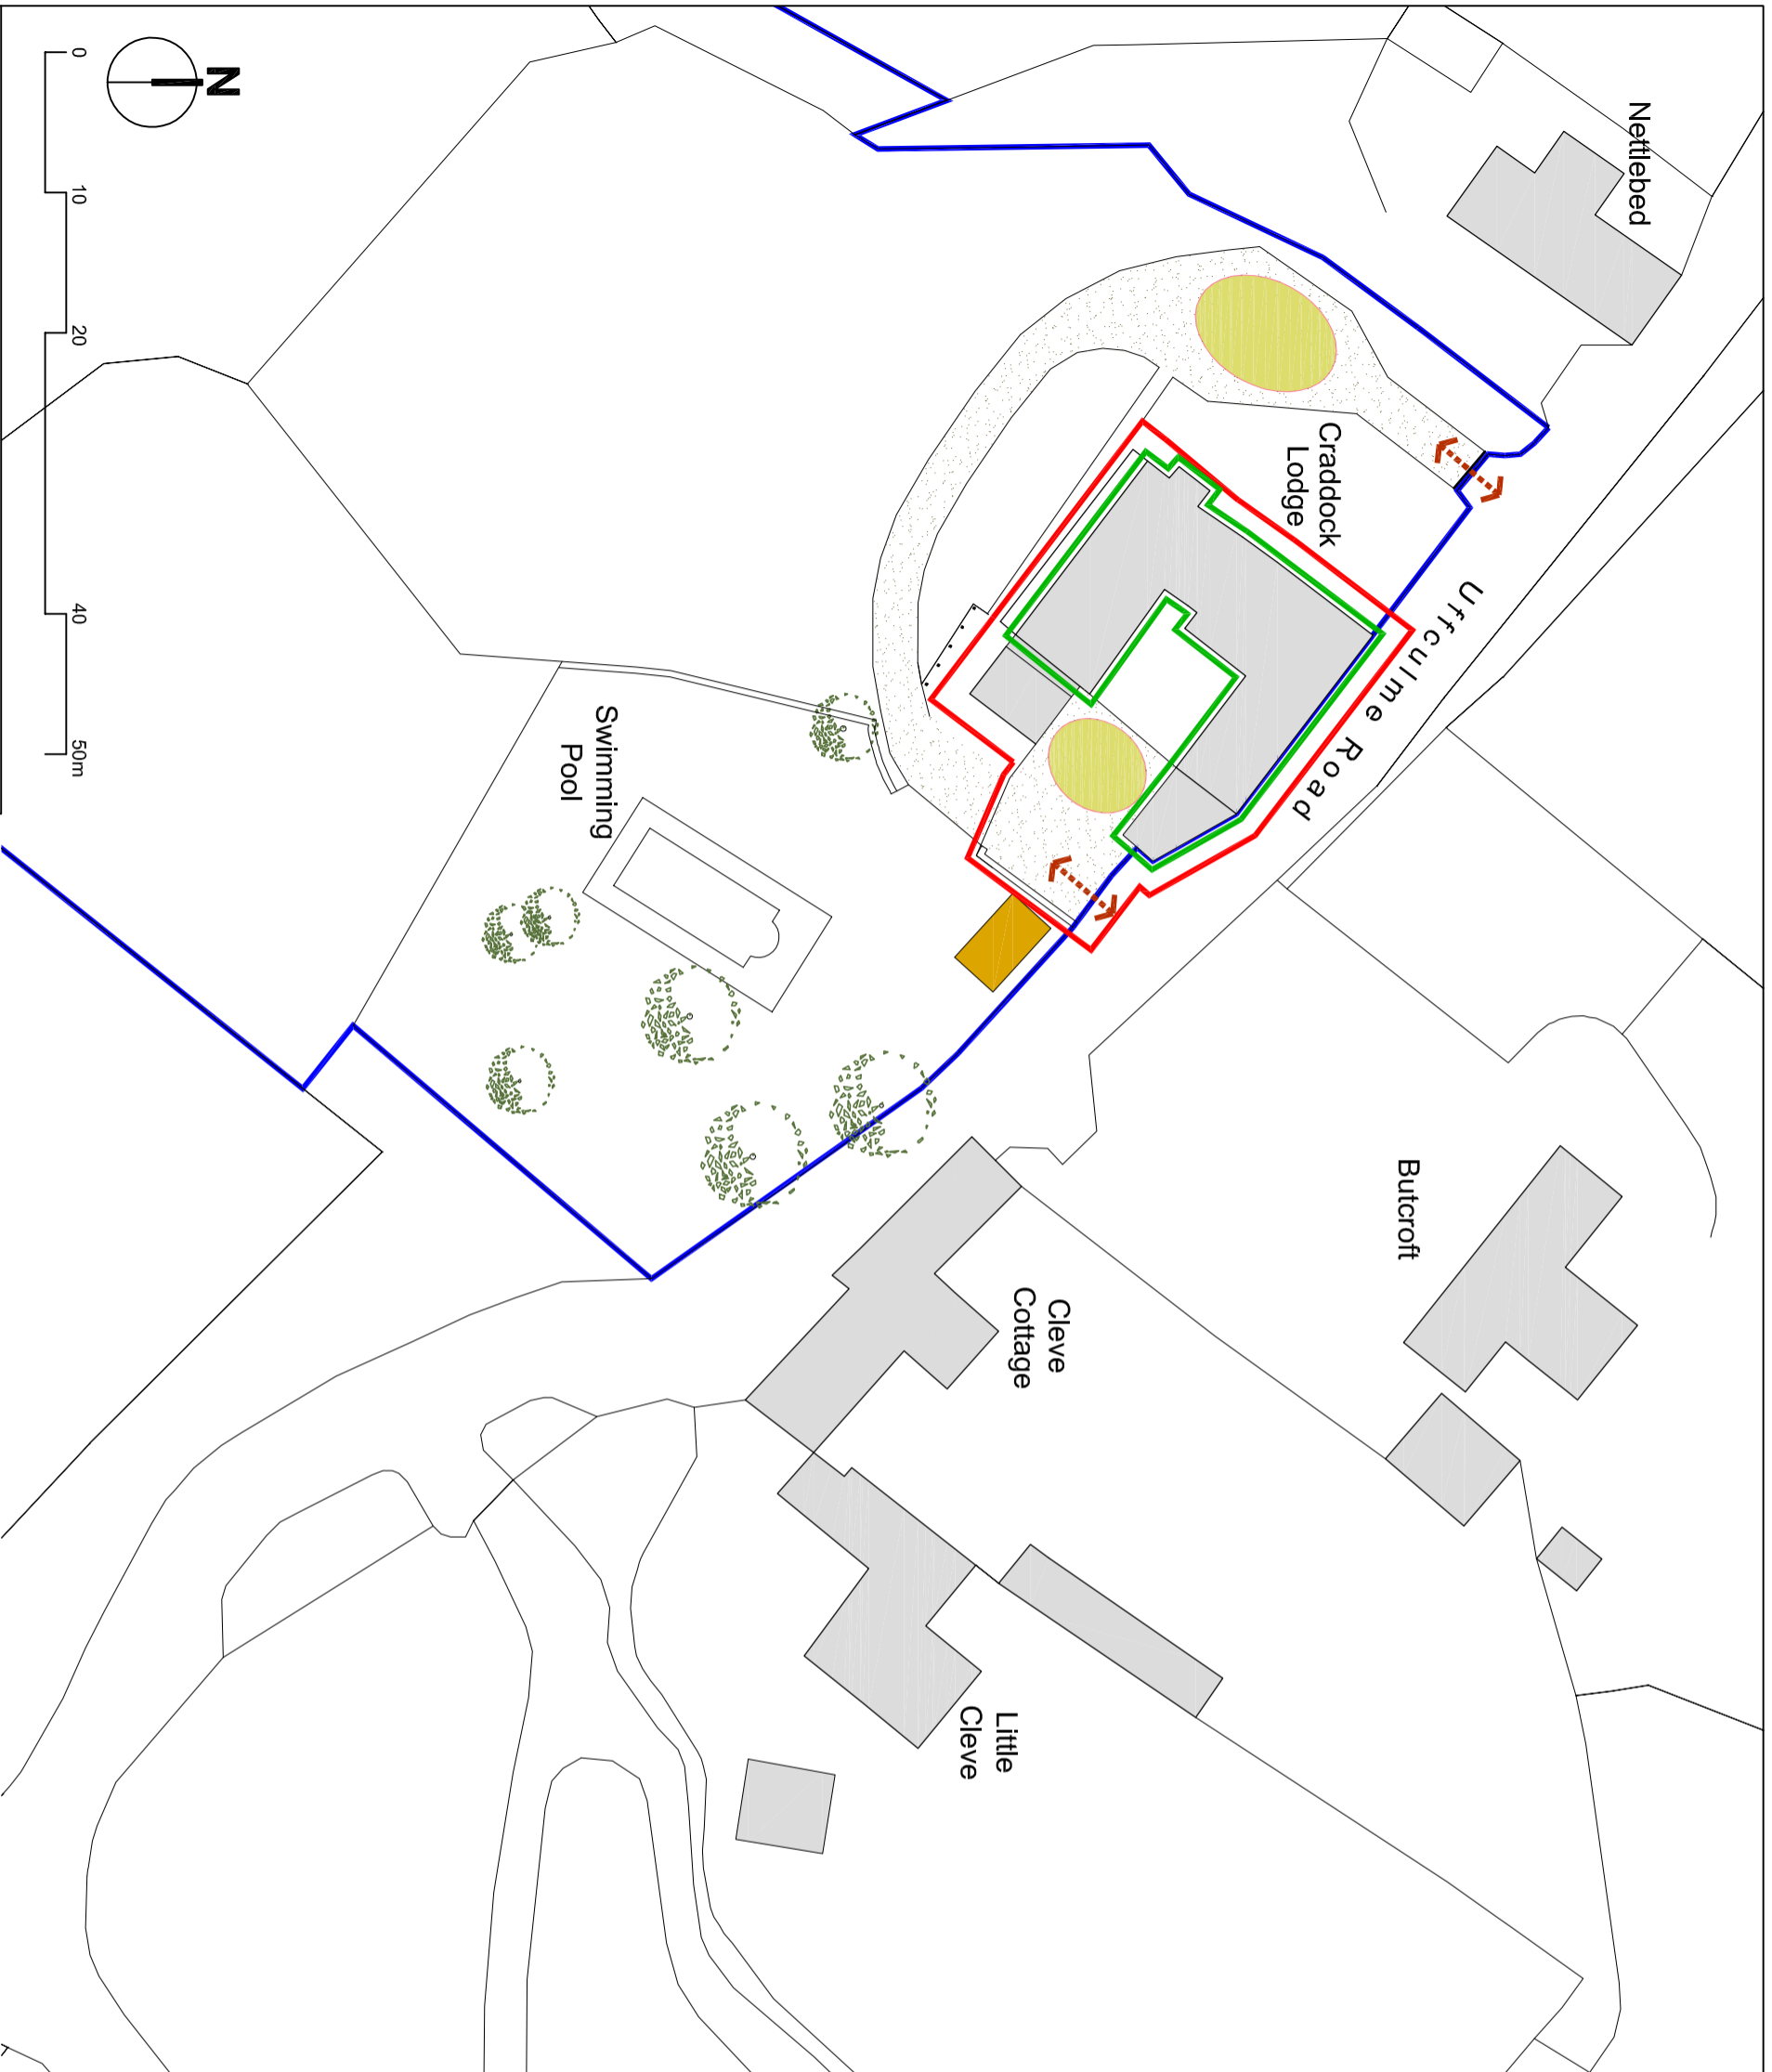 Nettlebed
Uffculme Road
Craddock
Lodge
Butcroft
Cleve
Cottage
Little
Cleve
Swimming
Pool
N
0
10
20
40
50m